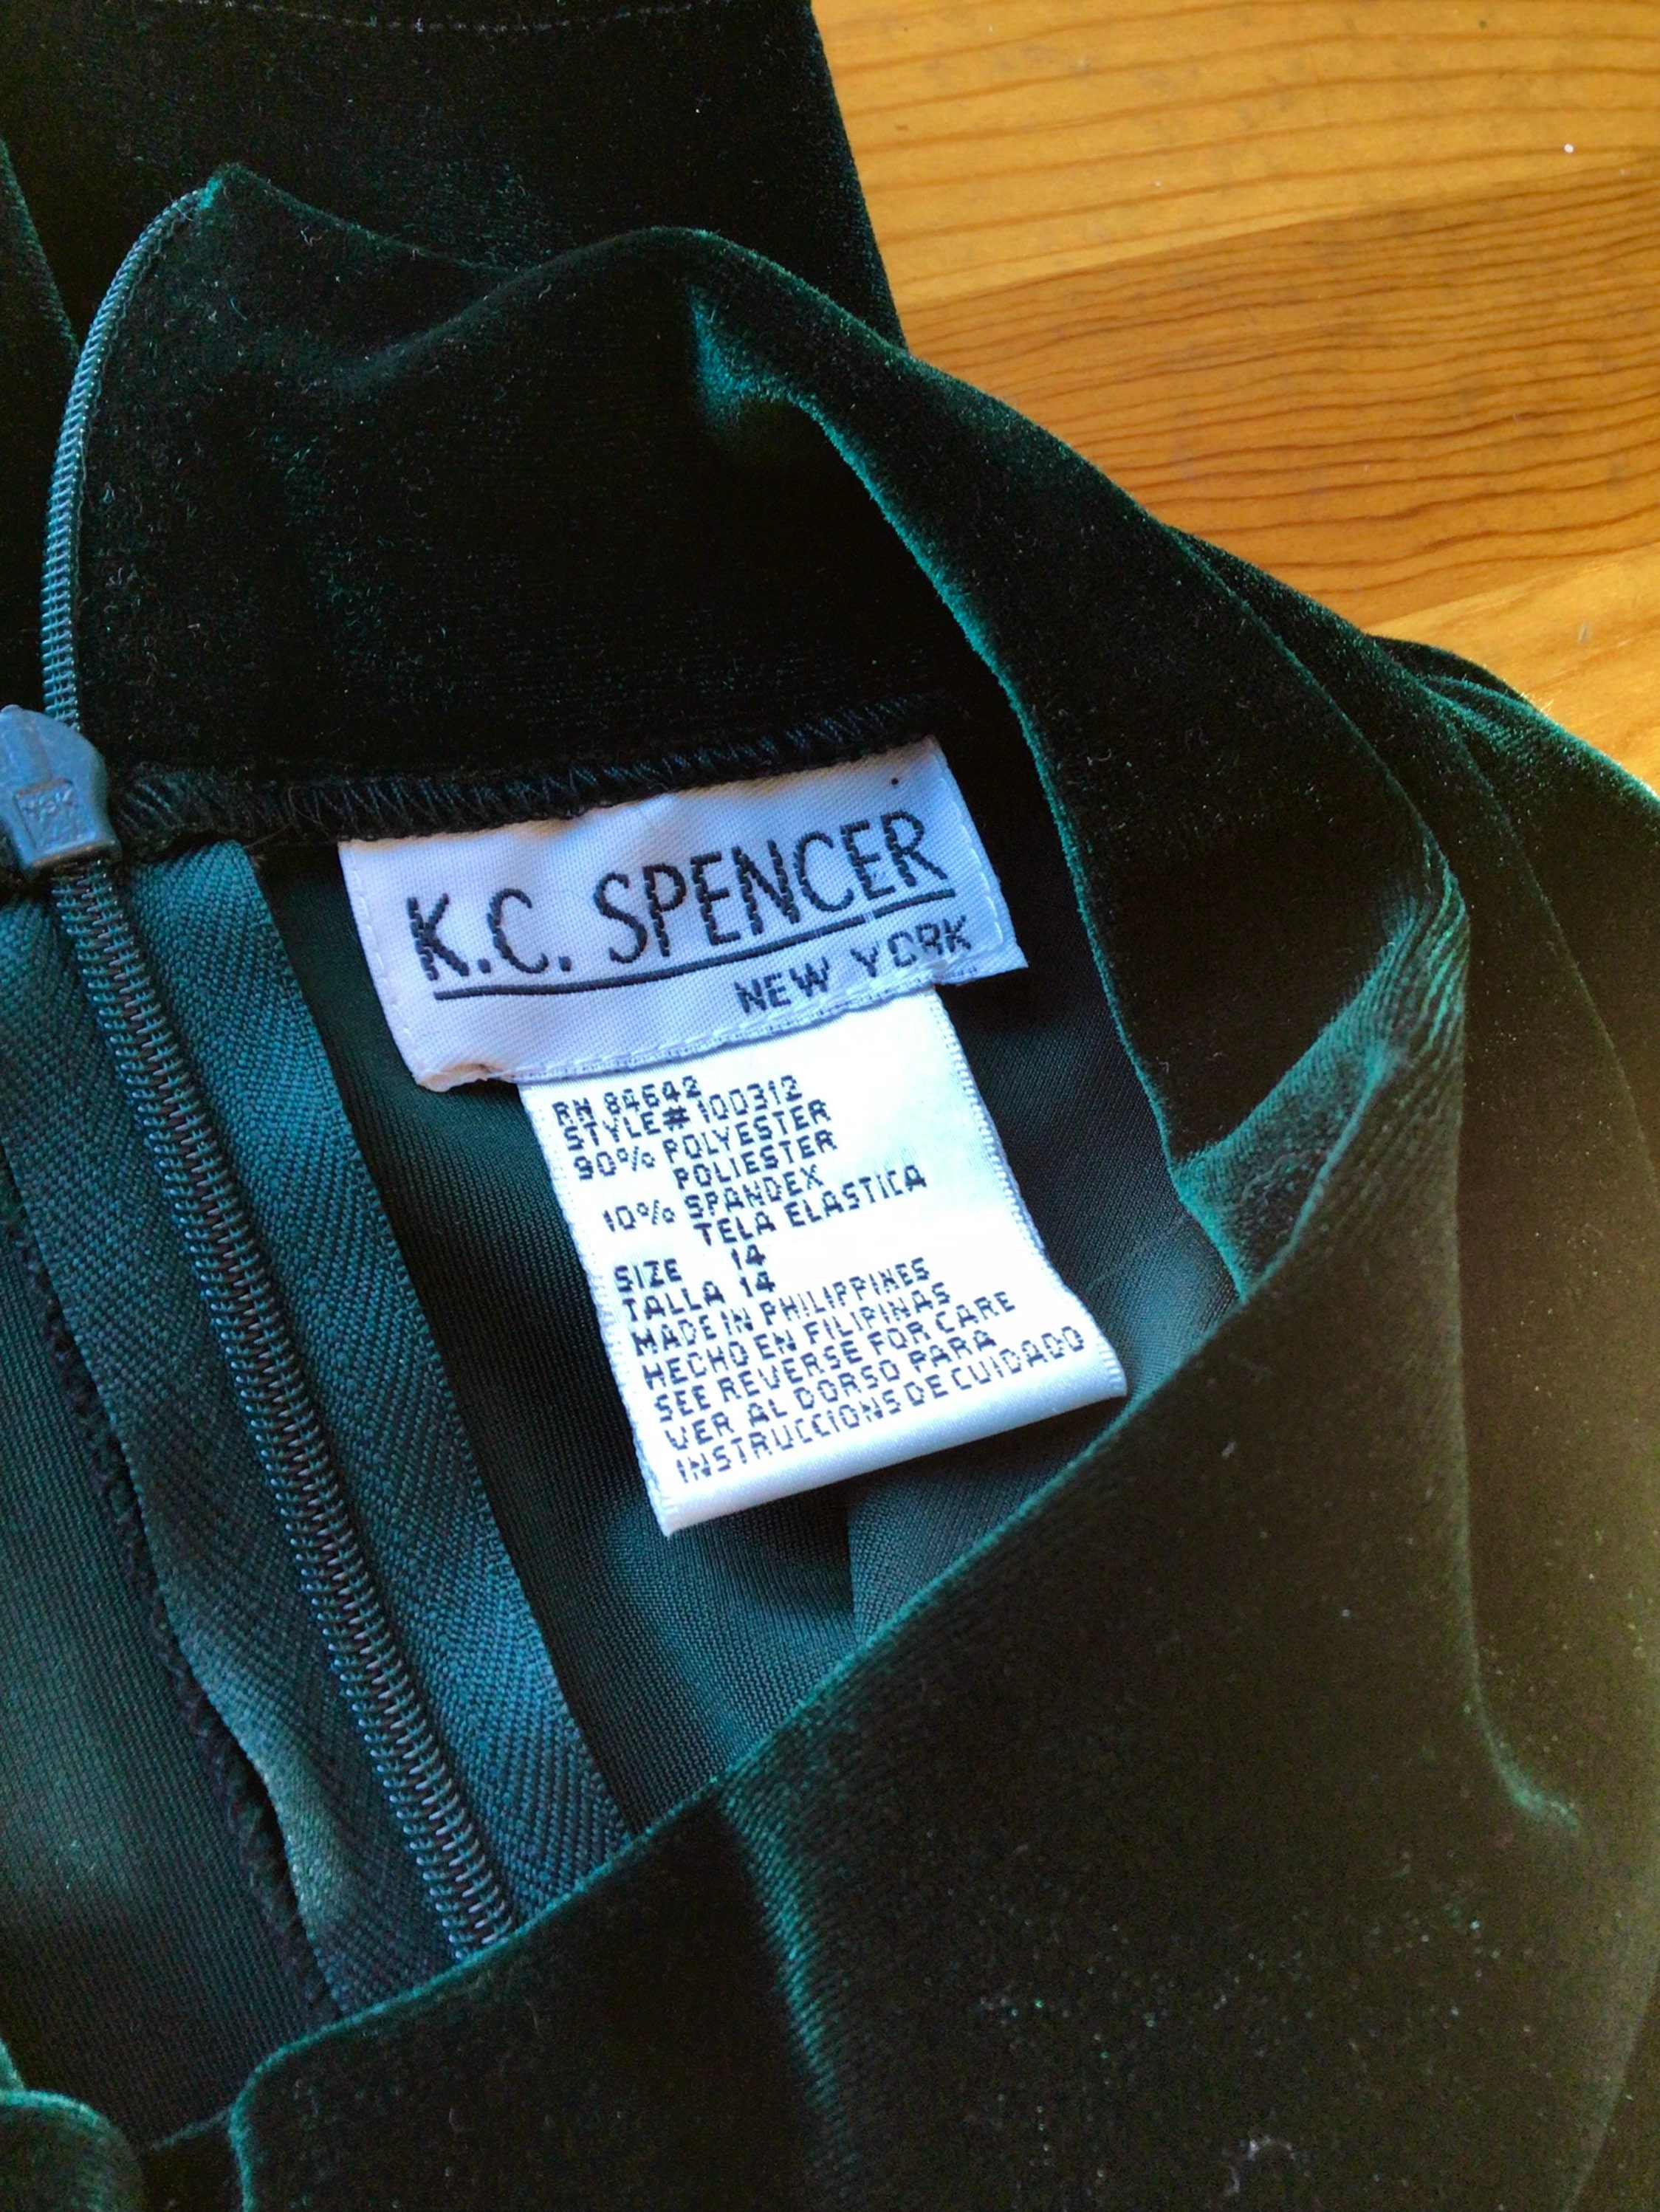 K.C. SPENCER
NEW YORK
RN 84642
STYLE# 100312
90% POLYESTER
POLIESTER
10% SPANDEX
TELA ELASTICA
SIZE 14
TALLA 14
MADE IN PHILIPPINES
HECHO EN FILIPINAS
SEE REVERSE FOR CARE
VER AL DORSO PARA
INSTRUCCIONS DE CUIDADO
YKK